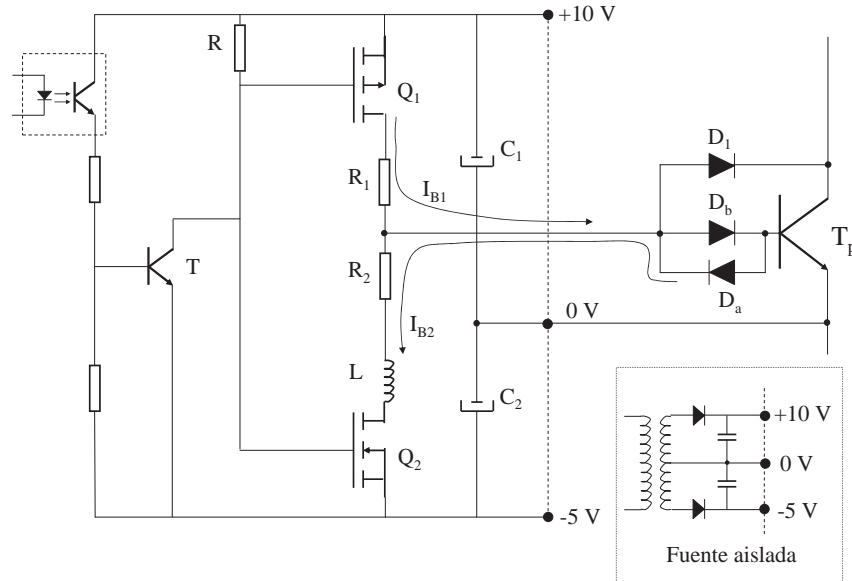 +10 V
R
Q1
D1
C1
R1
IB1
Db
Tp
T
R2
Da
0 V
IB2
L
C2
+10 V
Q2
0 V
-5 V
-5 V
Fuente aislada